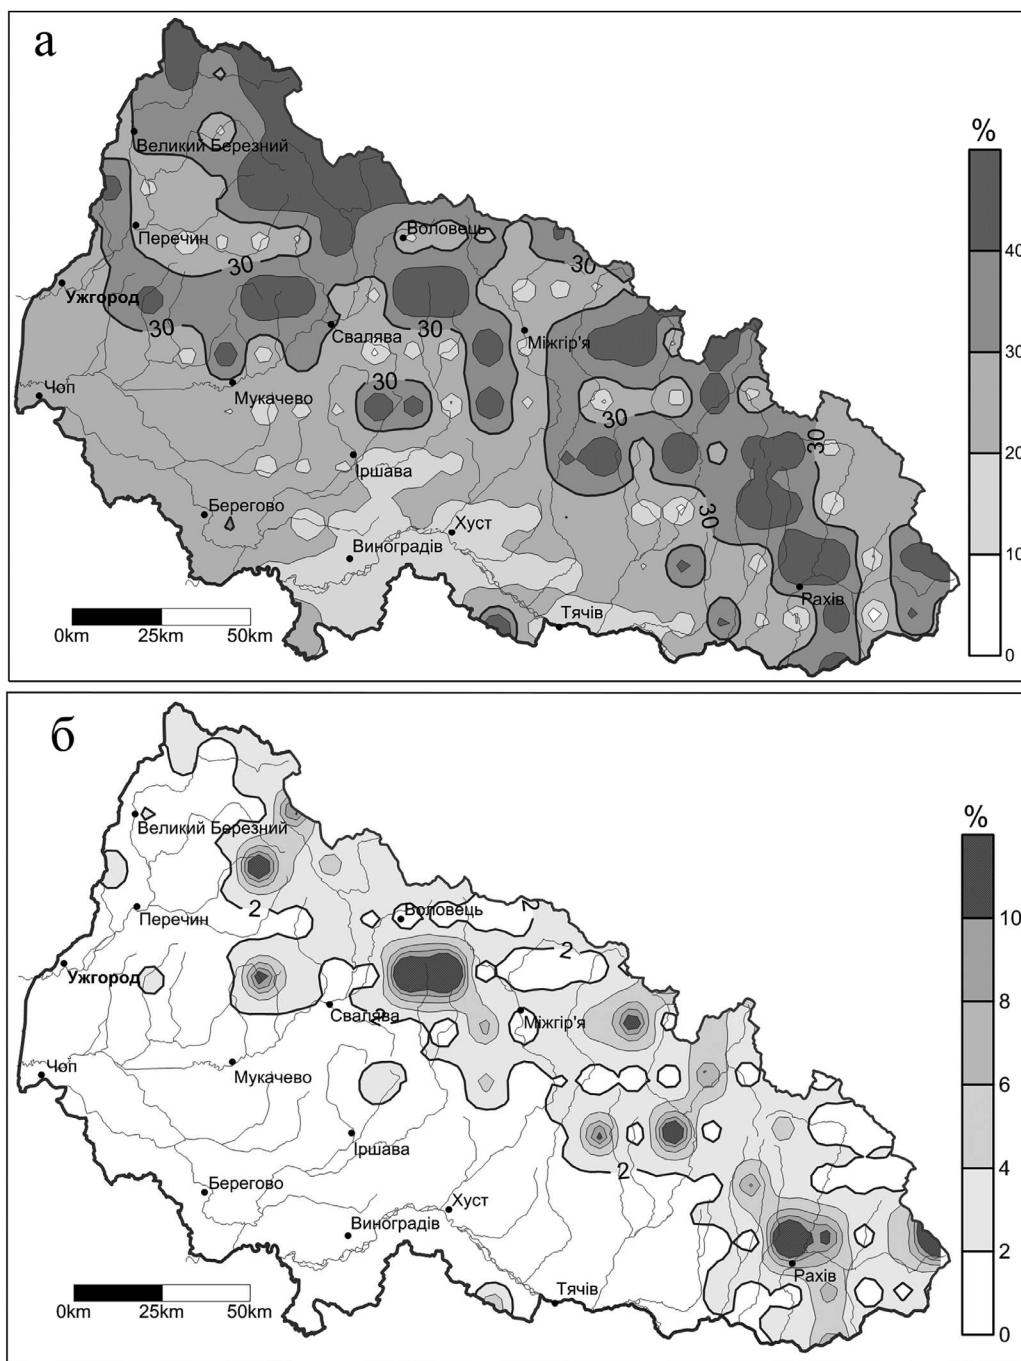 а
%
Великий Березний
Перечин
Воловець
30
30
40
Ужгород
30
30
30
Свалява
Міжгір'я
30
Чоп
Мукачево
30
30
30
20
Іршава
Берегово
30
Хуст
Виноградів
10
Рахів
Тячів
0km 25km 50km
0
б
%
Великий Березний
Перечин
2
Воловець
2
10
2
Ужгород
8
Свалява
2
Міжгір'я
Чоп
Мукачево
6
Іршава
4
2
Берегово
Хуст
Виноградів
2
Рахів
Тячів
0km 25km 50km
0